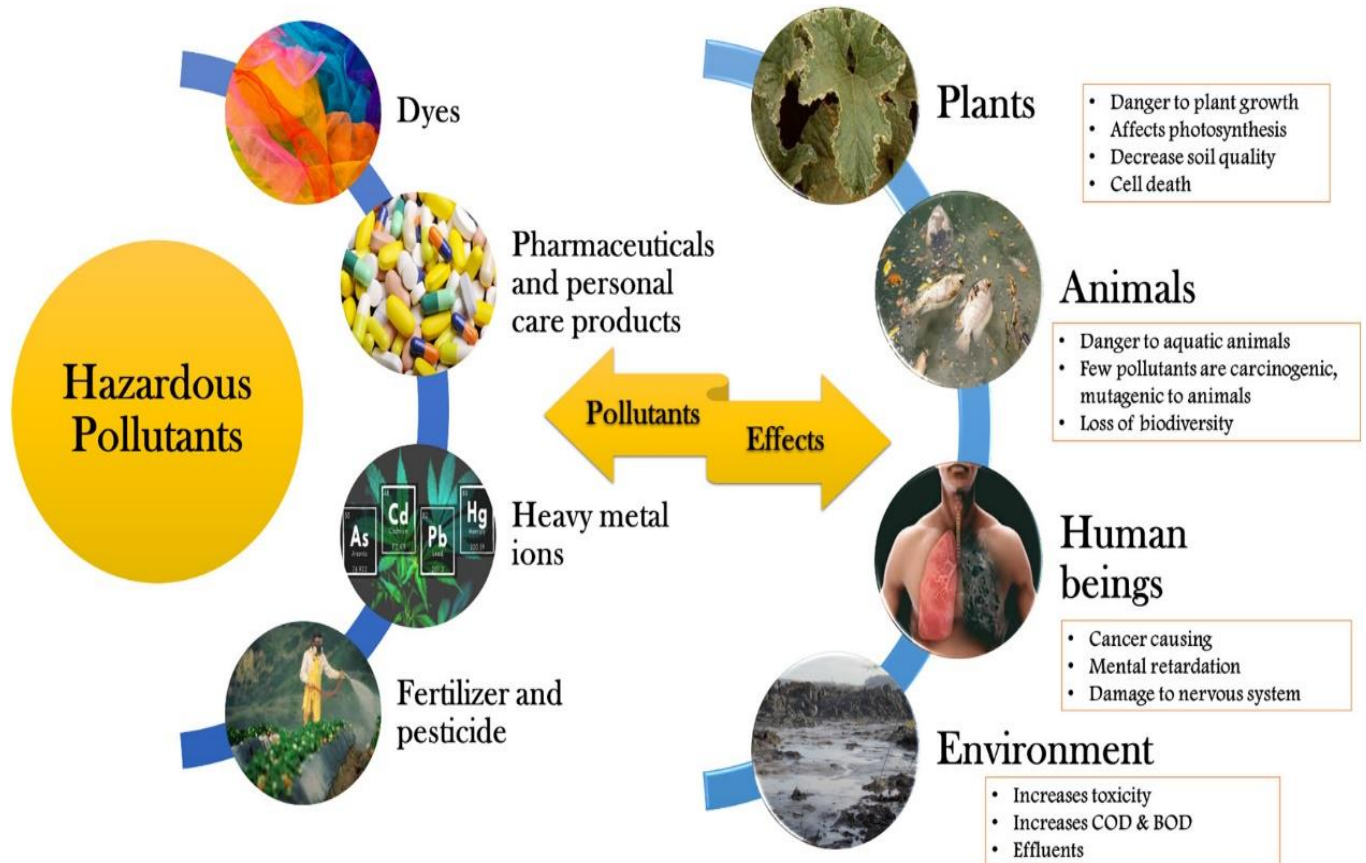 Dyes
Pharmaceuticals
and personal
care products
Hazardous
Pollutants
Heavy metal
ions
As
Cd
Pb
Hg
Fertilizer and
pesticide
Pollutants
Effects
Plants
• Danger to plant growth
• Affects photosynthesis
• Decrease soil quality
• Cell death
Animals
• Danger to aquatic animals
• Few pollutants are carcinogenic,
mutagenic to animals
• Loss of biodiversity
Human
beings
• Cancer causing
• Mental retardation
• Damage to nervous system
Environment
• Increases toxicity
• Increases COD & BOD
• Effluents